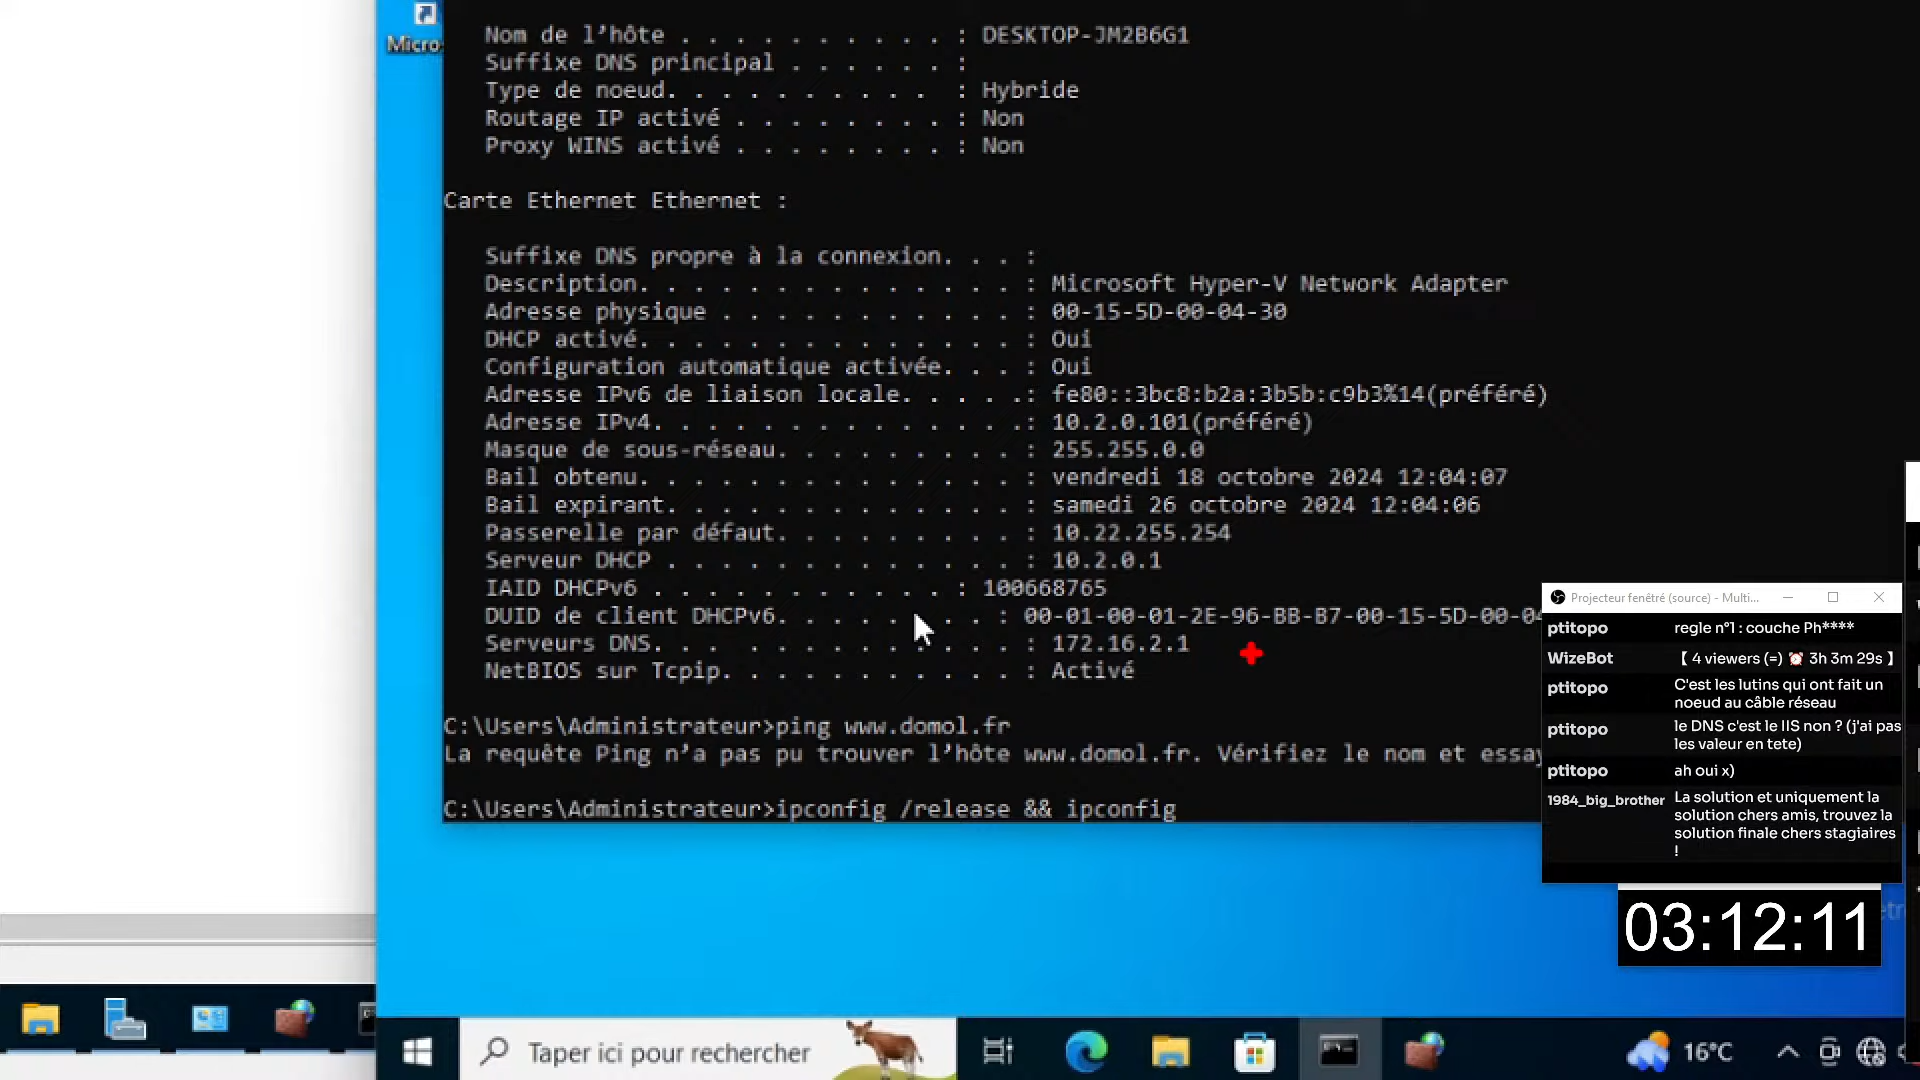 Micro
Nom de l’hôte . . . . . . . . . . : DESKTOP-JM2B6G1
Suffixe DNS principal . . . . . . :
Type de noeud. . . . . . . . . . : Hybride
Routage IP activé . . . . . . . . : Non
Proxy WINS activé . . . . . . . . : Non
Carte Ethernet Ethernet :
Suffixe DNS propre à la connexion. . . :
Description. . . . . . . . . . . . . . : Microsoft Hyper-V Network Adapter
Adresse physique . . . . . . . . . . . : 00-15-5D-00-04-30
DHCP activé. . . . . . . . . . . . . . : Oui
Configuration automatique activée. . . : Oui
Adresse IPv6 de liaison locale. . . . .: fe80::3bc8:b2a:3b5b:c9b3%14(préféré)
Adresse IPv4. . . . . . . . . . . . . .: 10.2.0.101(préféré)
Masque de sous-réseau. . . . . . . . . : 255.255.0.0
Bail obtenu. . . . . . . . . . . . . . : vendredi 18 octobre 2024 12:04:07
Bail expirant. . . . . . . . . . . . . : samedi 26 octobre 2024 12:04:06
Passerelle par défaut. . . . . . . . . : 10.22.255.254
Serveur DHCP . . . . . . . . . . . . . : 10.2.0.1
IAID DHCPv6 . . . . . . . . . . . : 100668765
DUID de client DHCPv6. . . . . . . . : 00-01-00-01-2E-96-BB-B7-00-15-5D-00-04
Serveurs DNS. . . . . . . . . . . . . : 172.16.2.1
NetBIOS sur Tcpip. . . . . . . . . . . : Activé
C:\Users\Administrateur>ping www.domol.fr
La requête Ping n’a pas pu trouver l’hôte www.domol.fr. Vérifiez le nom et essay
C:\Users\Administrateur>ipconfig /release && ipconfig
Projecteur fenêtré (source) - Multi...
ptitopo regle n°1 : couche Ph****
WizeBot 【 4 viewers (=) ⏰ 3h 3m 29s 】
ptitopo C'est les lutins qui ont fait un
noeud au câble réseau
ptitopo le DNS c'est le IIS non ? (j'ai pas
les valeur en tete)
ptitopo ah oui x)
1984_big_brother La solution et uniquement la
solution chers amis, trouvez la
solution finale chers stagiaires
!
03:12:11
Taper ici pour rechercher
16°C